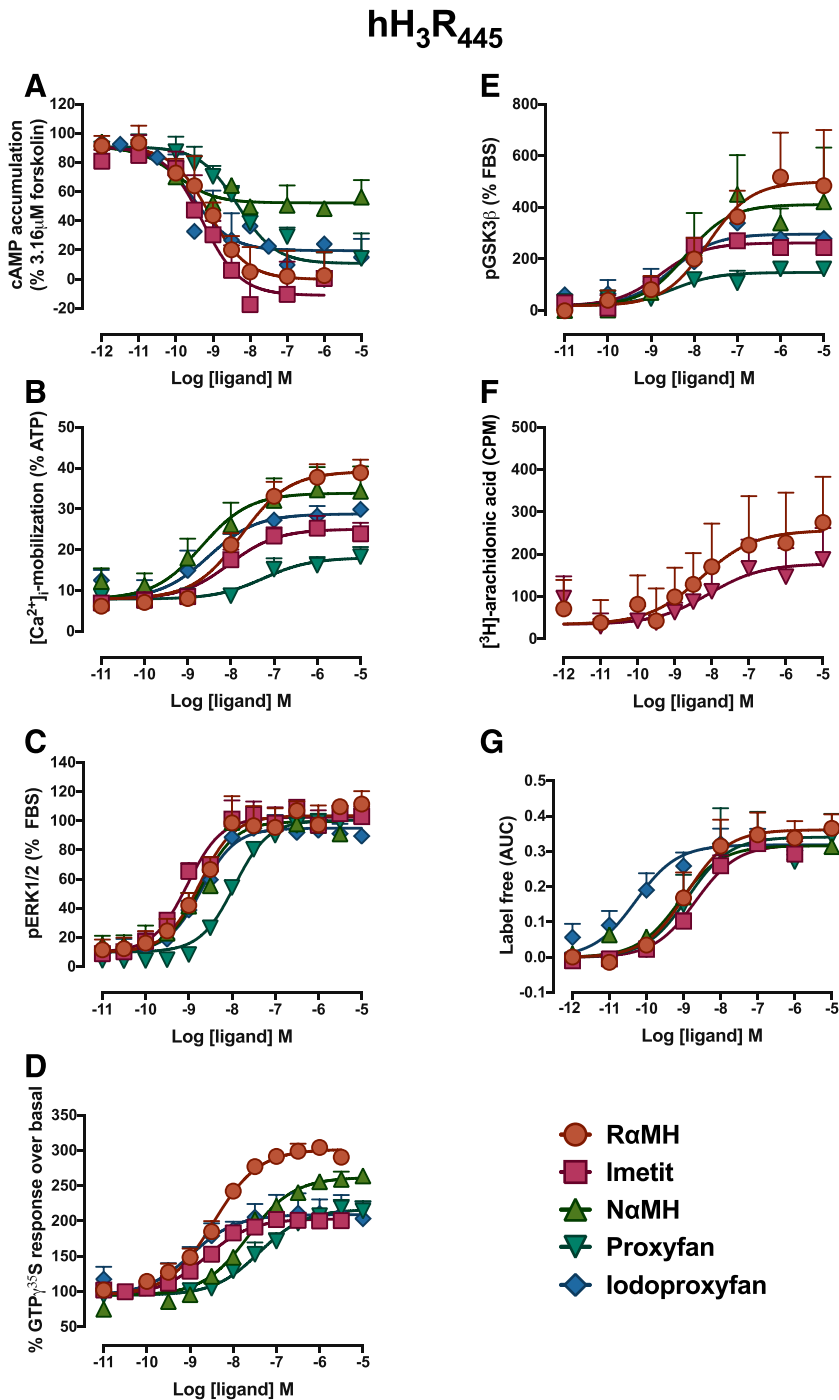 hH3R445
A
cAMP accumulation
(% 3.16μM forskolin)
120
100
80
60
40
20
0
-20
-12 -11 -10 -9 -8 -7 -6 -5
Log [ligand] M
E
pGSK3β (% FBS)
800
600
400
200
0
-11 -10 -9 -8 -7 -6 -5
Log [ligand] M
B
[Ca2+]i-mobilization (% ATP)
50
40
30
20
10
0
-11 -10 -9 -8 -7 -6 -5
Log [ligand] M
F
[3H]-arachidonic acid (CPM)
500
400
300
200
100
0
-12 -11 -10 -9 -8 -7 -6 -5
Log [ligand] M
C
pERK1/2 (% FBS)
140
120
100
80
60
40
20
0
-11 -10 -9 -8 -7 -6 -5
Log [ligand] M
G
Label free (AUC)
0.5
0.4
0.3
0.2
0.1
0.0
-0.1
-12 -11 -10 -9 -8 -7 -6 -5
Log [ligand] M
D
% GTPγ35S response over basal
350
300
250
200
150
100
50
-11 -10 -9 -8 -7 -6 -5
Log [ligand] M
RαMH
Imetit
NαMH
Proxyfan
Iodoproxyfan